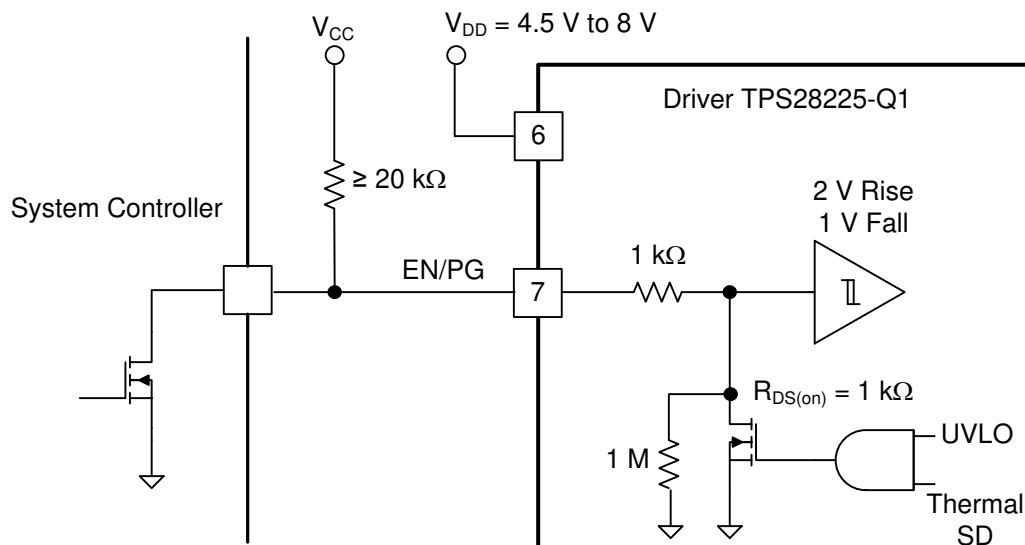 V_CC
V_DD = 4.5 V to 8 V
Driver TPS28225-Q1
6
≥ 20 kΩ
System Controller
2 V Rise
1 V Fall
EN/PG
1 kΩ
7
R_DS(on) = 1 kΩ
1 M
UVLO
Thermal
SD